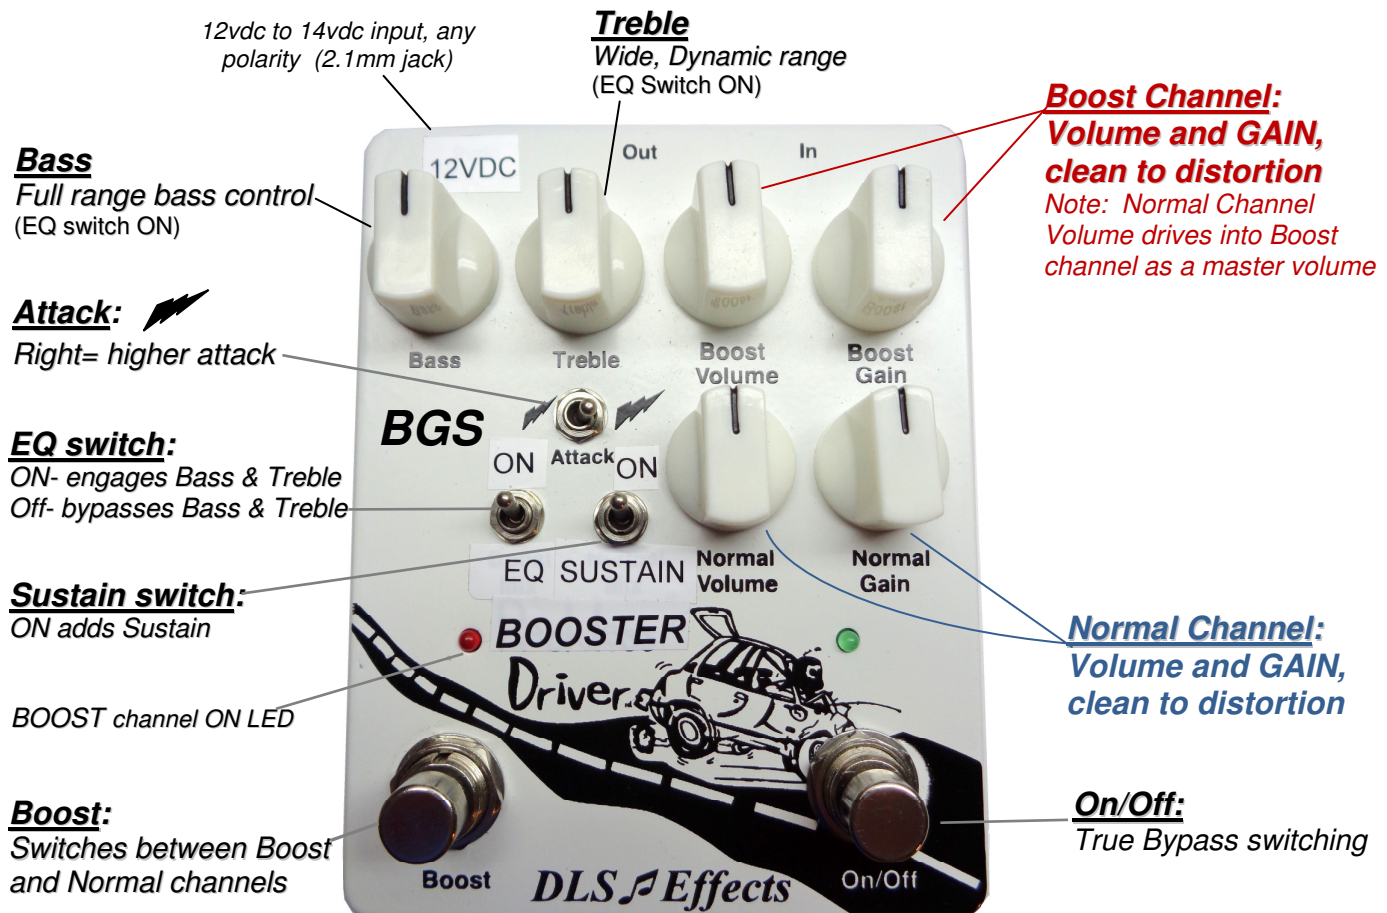 12vdc to 14vdc input, any
polarity (2.1mm jack)
Treble
Wide, Dynamic range
(EQ Switch ON)
Boost Channel:
Volume and GAIN,
clean to distortion
Note: Normal Channel
Volume drives into Boost
channel as a master volume
Bass
Full range bass control
(EQ switch ON)
Attack:
Right= higher attack
EQ switch:
ON- engages Bass & Treble
Off- bypasses Bass & Treble
Sustain switch:
ON adds Sustain
BOOST channel ON LED
Boost:
Switches between Boost
and Normal channels
12VDC
Out
In
Bass
Treble
Boost
Boost
Bass
Treble
Boost
Volume
Boost
Gain
BGS
Attack
ON
ON
EQ
SUSTAIN
Normal
Volume
Normal
Gain
BOOSTER
Driver
Boost
DLS Effects
On/Off
Normal Channel:
Volume and GAIN,
clean to distortion
On/Off:
True Bypass switching